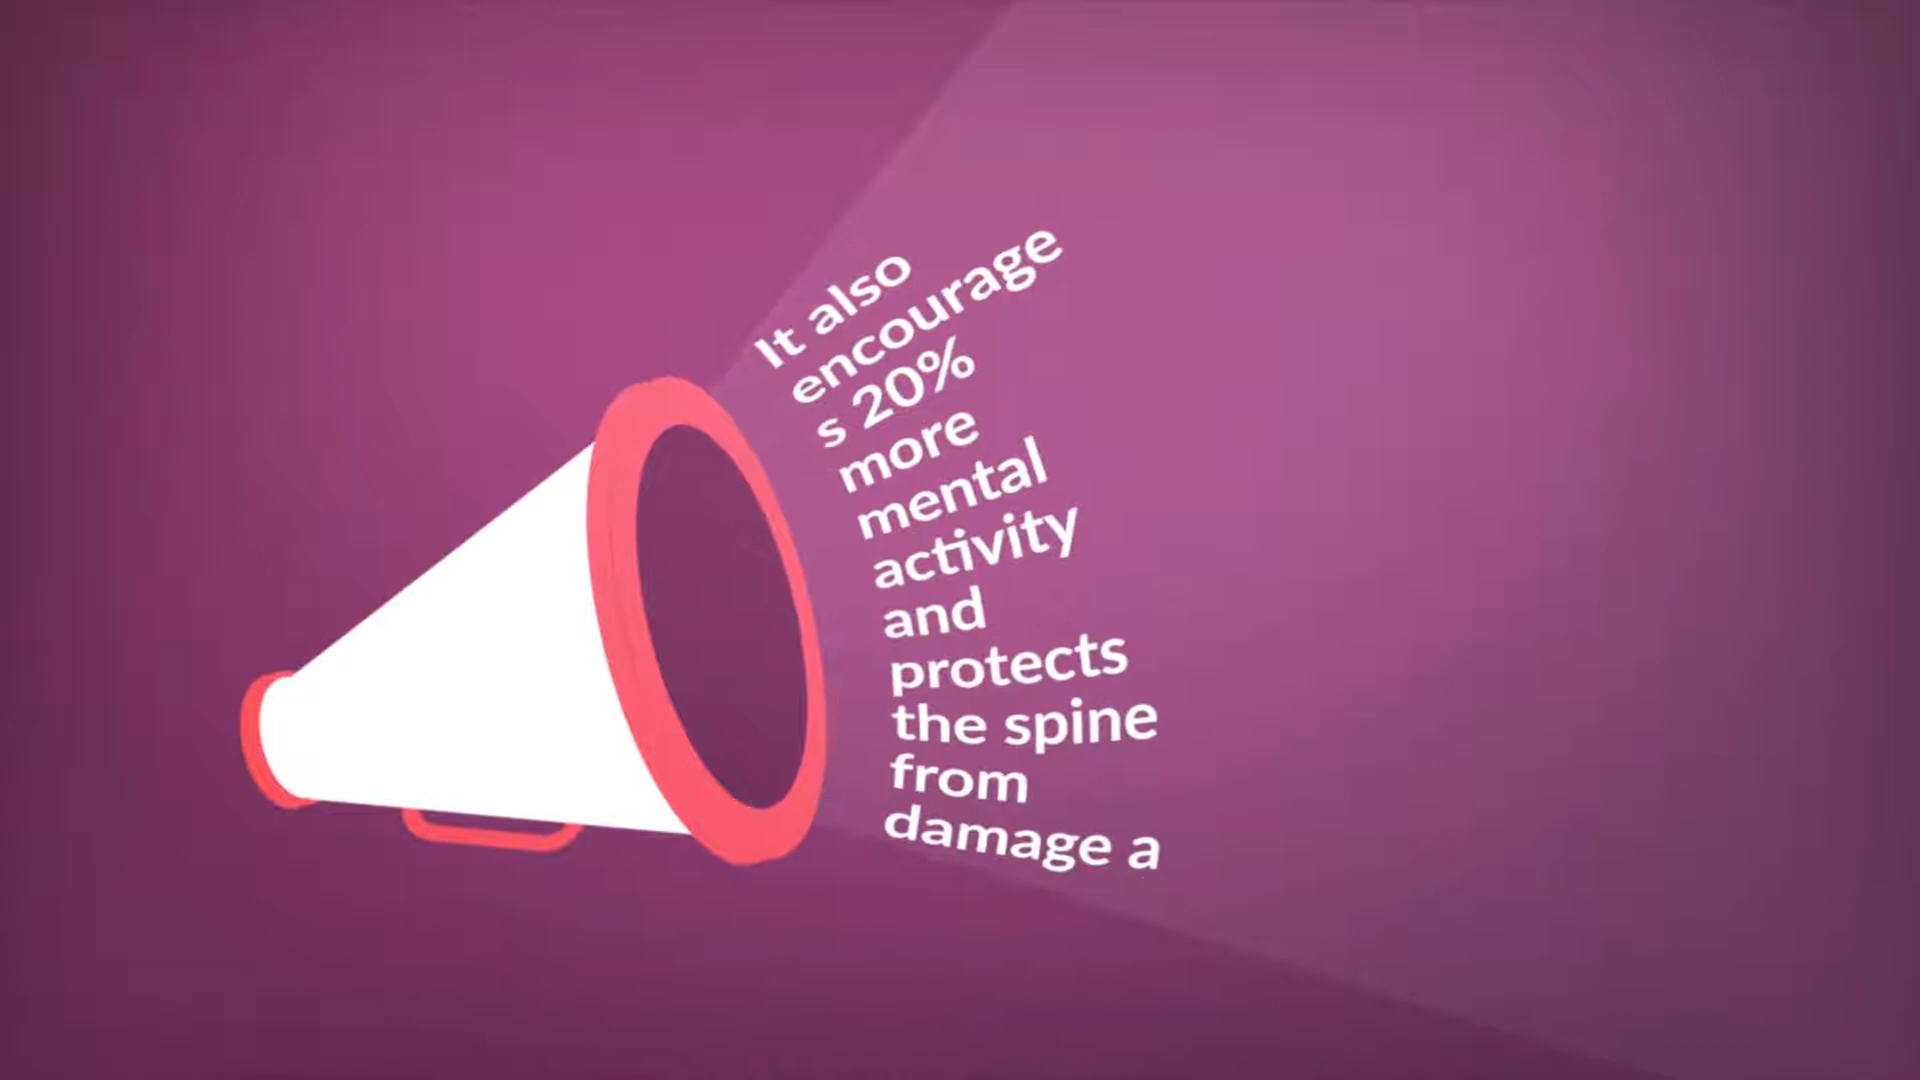 It also
encourage
s 20%
more
mental
activity
and
protects
the spine
from
damage a